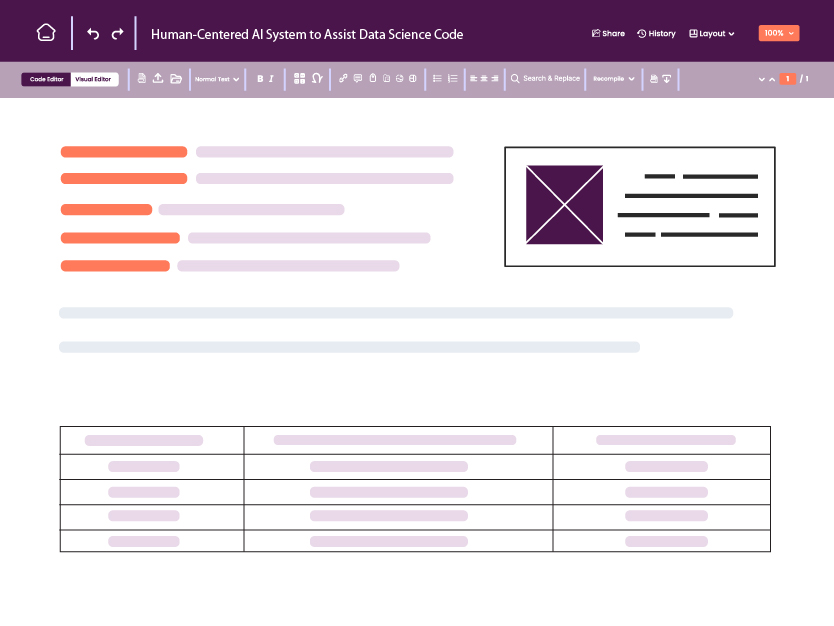 Human-Centered AI System to Assist Data Science Code
Share
History
Layout
100%
Code Editor
Visual Editor
Normal Text
B I
Search & Replace
Recompile
1 / 1